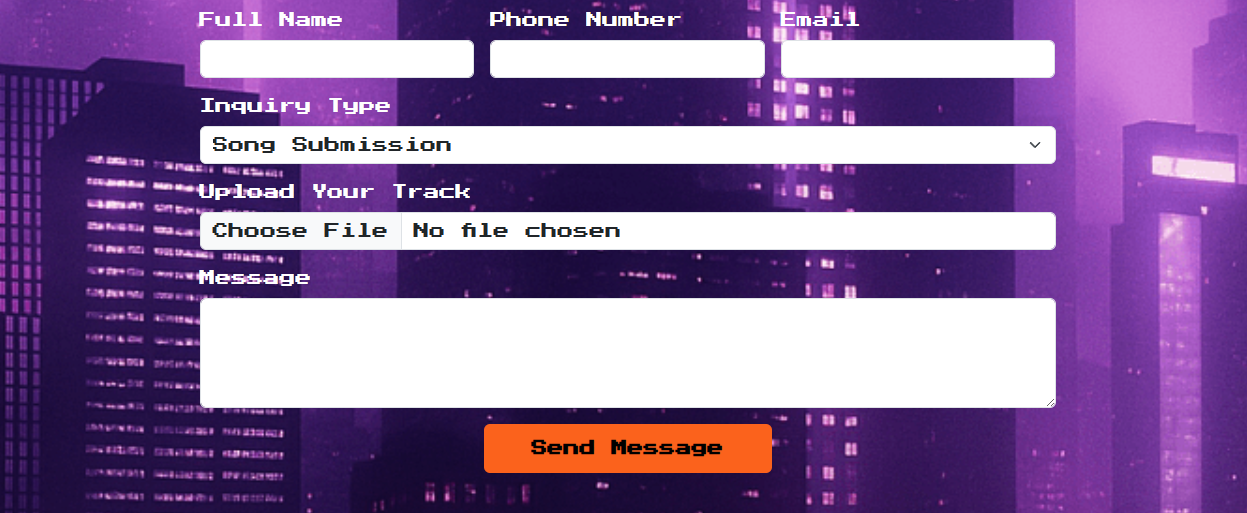 Full Name Phone Number Email
Inquiry Type
Song Submission
Upload Your Track
Choose File No file chosen
Message
Send Message